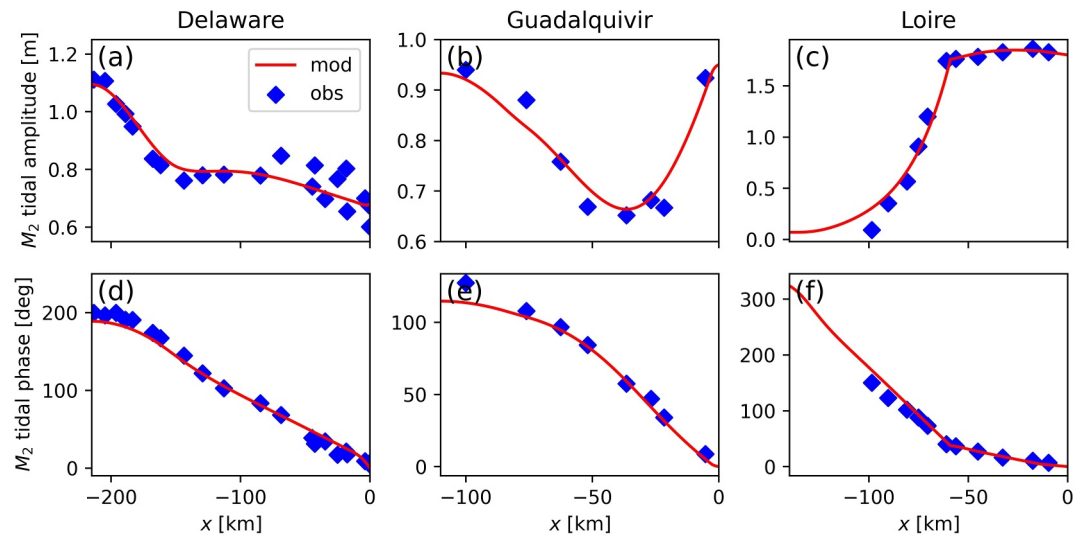 Delaware
Guadalquivir
Loire
M₂ tidal amplitude [m]
1.2
1.0
0.8
0.6
(a)
mod
obs
1.0
0.9
0.8
0.7
0.6
(b)
1.5
1.0
0.5
0.0
(c)
M₂ tidal phase [deg]
200
100
0
(d)
−200
−100
0
x [km]
100
50
0
(e)
−100
−50
0
x [km]
300
200
100
0
(f)
−100
−50
0
x [km]